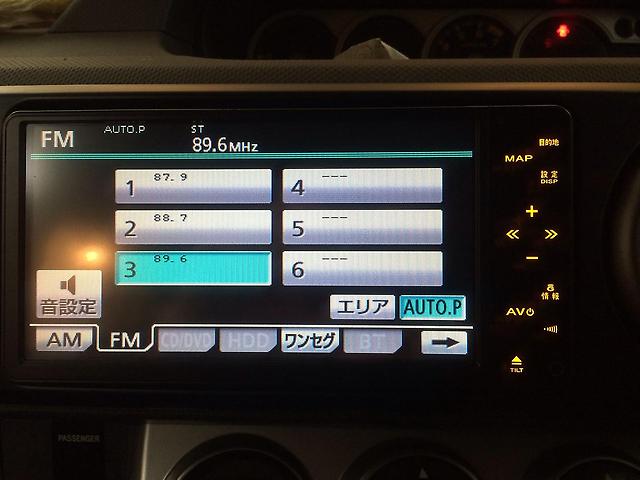 FM AUTO.P ST 89.6MHz
1 87.9 4 ---
2 88.7 5 ---
3 89.6 6 ---
音設定 エリア AUTO.P
AM FM CD/DVD HDD ワンセグ BT
目的地
MAP
設定
DISP
+
−
情報
AV
TILT
PASSENGER